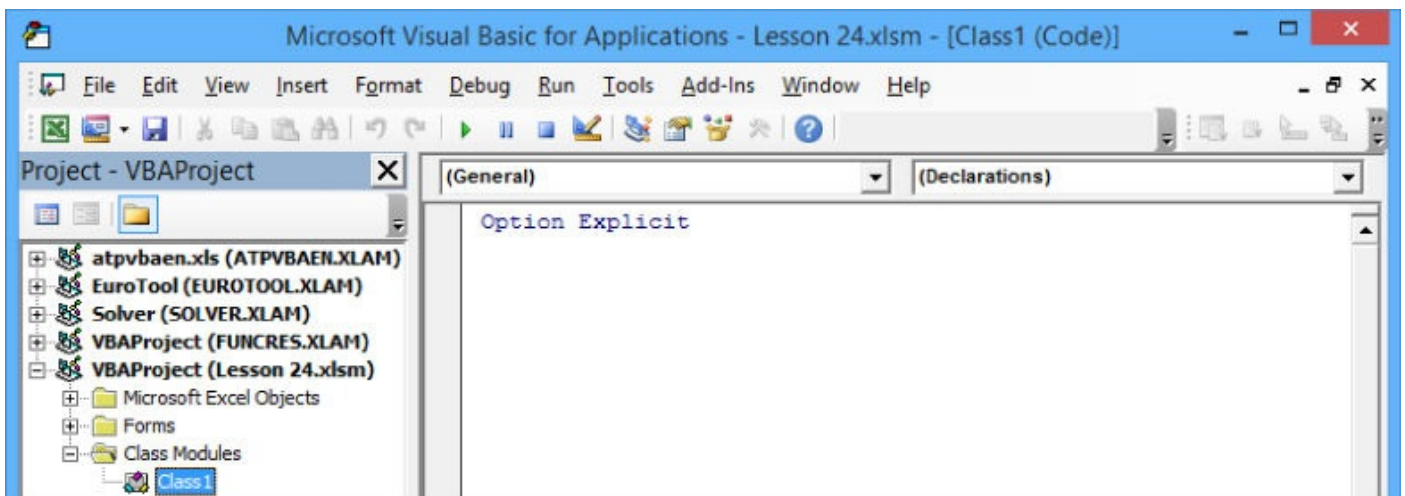 Microsoft Visual Basic for Applications - Lesson 24.xlsm - [Class1 (Code)]
File Edit View Insert Format Debug Run Tools Add-Ins Window Help
Project - VBAProject
(General)
(Declarations)
Option Explicit
atpvbaen.xls (ATPVBAEN.XLAM)
EuroTool (EUROTOOL.XLAM)
Solver (SOLVER.XLAM)
VBAProject (FUNCRES.XLAM)
VBAProject (Lesson 24.xlsm)
Microsoft Excel Objects
Forms
Class Modules
Class1